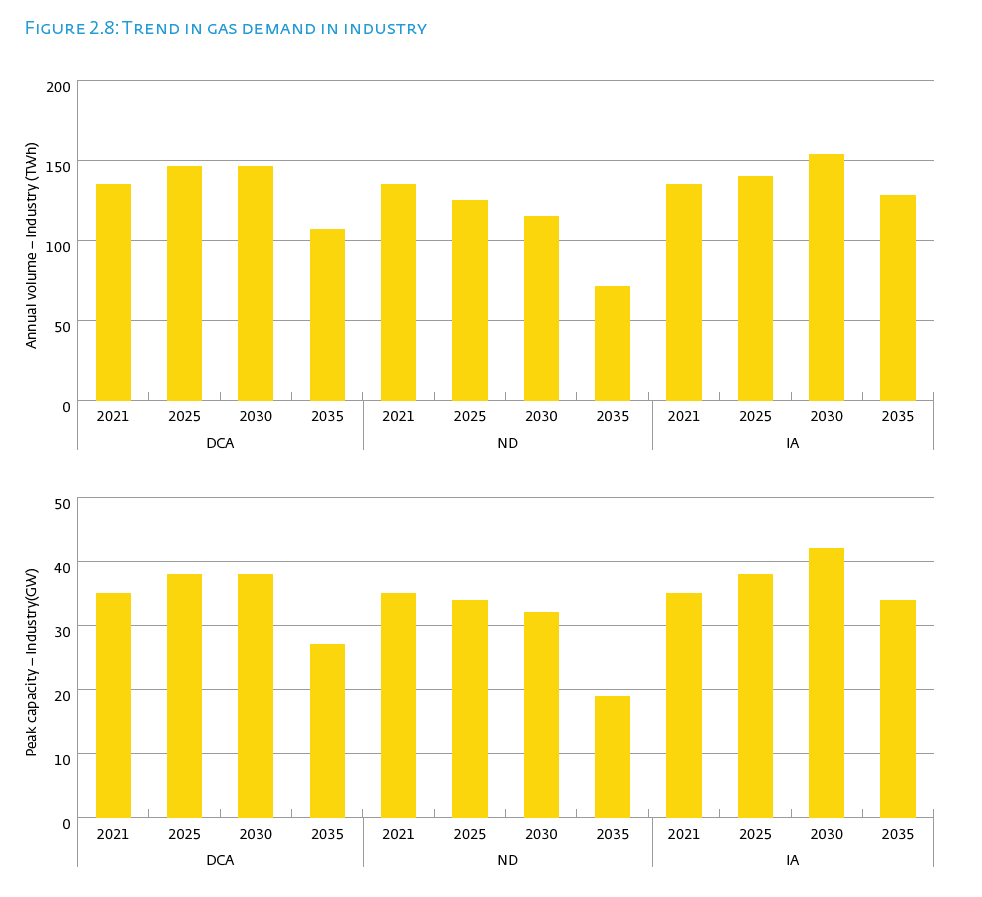 Figure 2.8: Trend in gas demand in industry
Annual volume – Industry (TWh)
200
150
100
50
0
2021 2025 2030 2035 2021 2025 2030 2035 2021 2025 2030 2035
DCA ND IA
Peak capacity – Industry(GW)
50
40
30
20
10
0
2021 2025 2030 2035 2021 2025 2030 2035 2021 2025 2030 2035
DCA ND IA